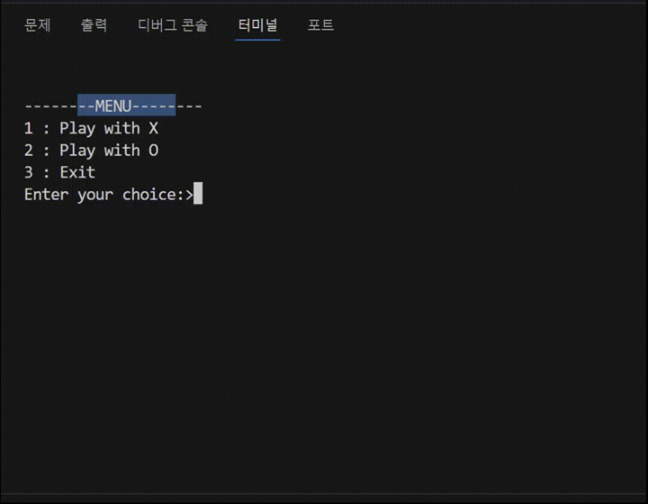 문제 출력 디버그 콘솔 터미널 포트
---------MENU--------
1 : Play with X
2 : Play with O
3 : Exit
Enter your choice:>